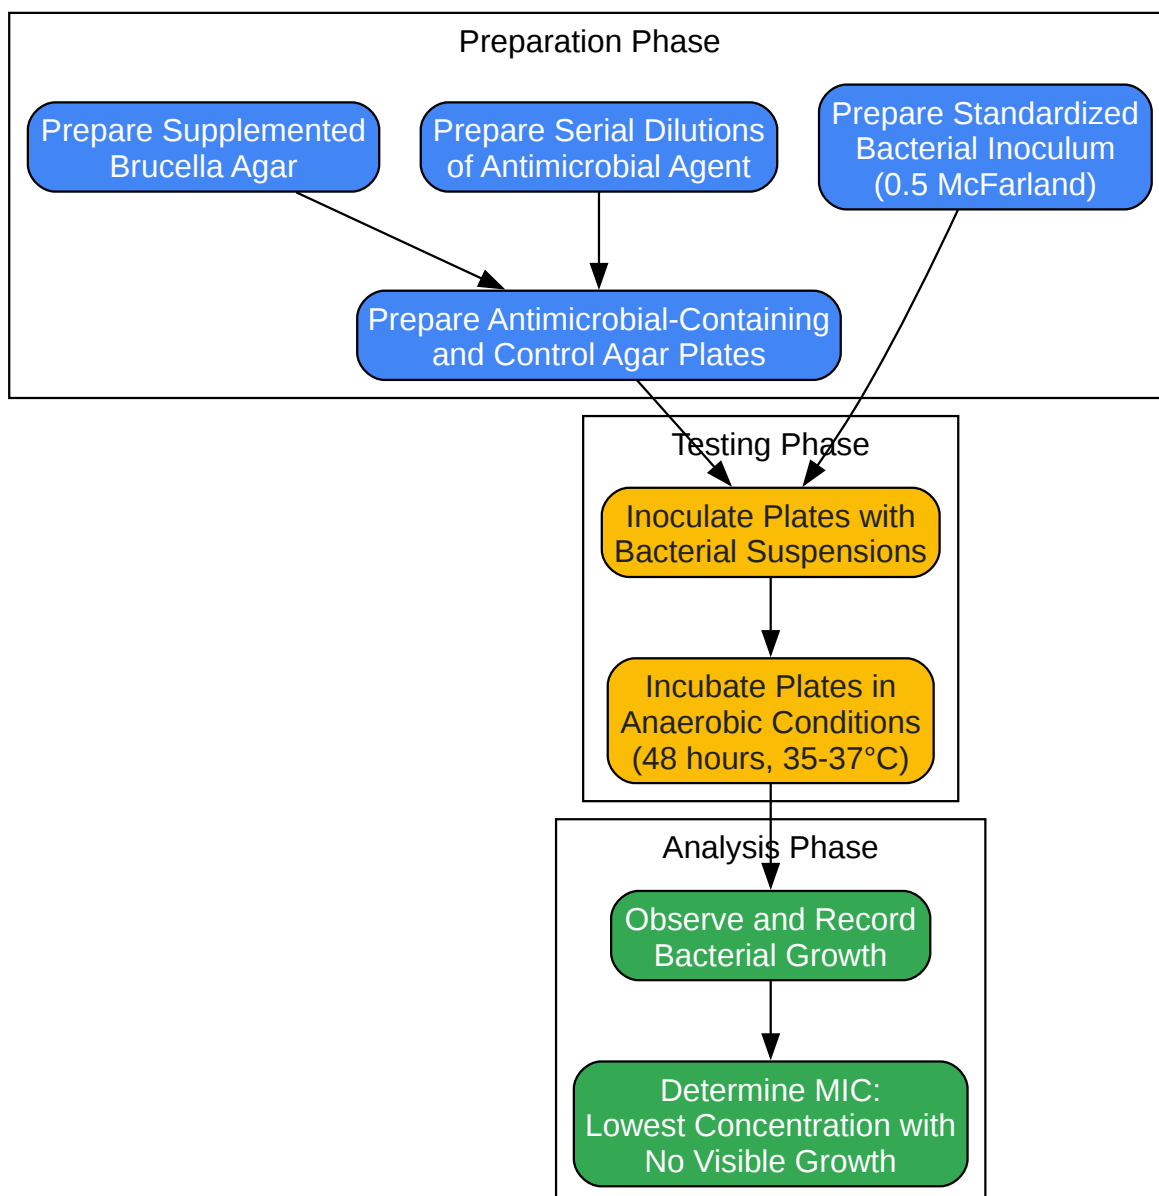 Preparation Phase
Prepare Supplemented
Brucella Agar
Prepare Serial Dilutions
of Antimicrobial Agent
Prepare Standardized
Bacterial Inoculum
(0.5 McFarland)
Prepare Antimicrobial-Containing
and Control Agar Plates
Testing Phase
Inoculate Plates with
Bacterial Suspensions
Incubate Plates in
Anaerobic Conditions
(48 hours, 35-37°C)
Analysis Phase
Observe and Record
Bacterial Growth
Determine MIC:
Lowest Concentration with
No Visible Growth